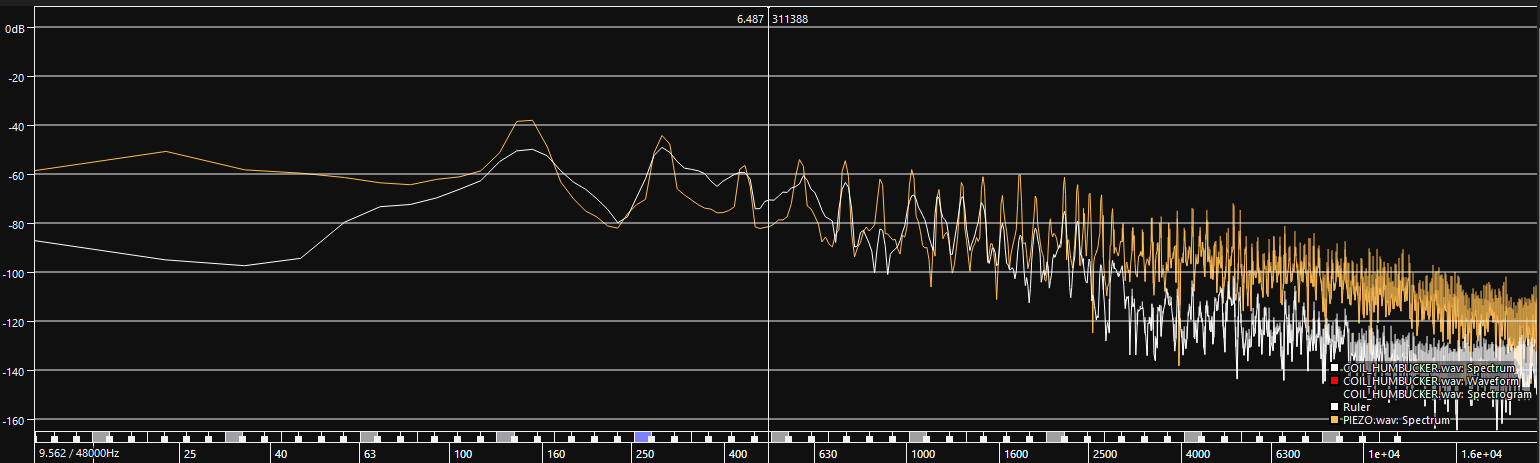 6.487 311388
0dB
-20
-40
-60
-80
-100
-120
-140
-160
COIL_HUMBUCKER.wav: Spectrum
COIL_HUMBUCKER.wav: Waveform
COIL_HUMBUCKER.wav: Spectrogram
Ruler
PIEZO.wav: Spectrum
9.562 / 48000Hz 25 40 63 100 160 250 400 630 1000 1600 2500 4000 6300 1e+04 1.6e+04